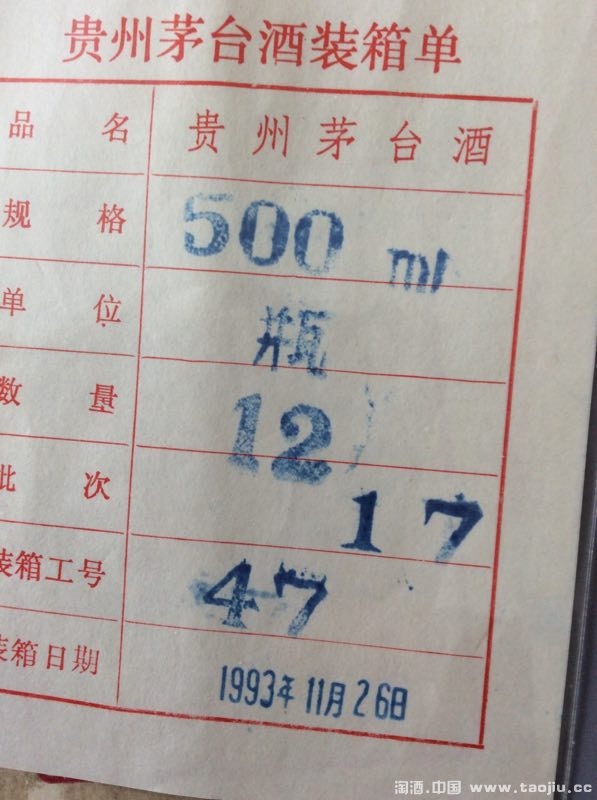 贵州茅台酒装箱单
品名 贵州茅台酒
规格 500 ml
单位 瓶
数量 12
批次 17
装箱工号 47
装箱日期 1993年11月26日
淘酒.中国 www.taojiu.cc